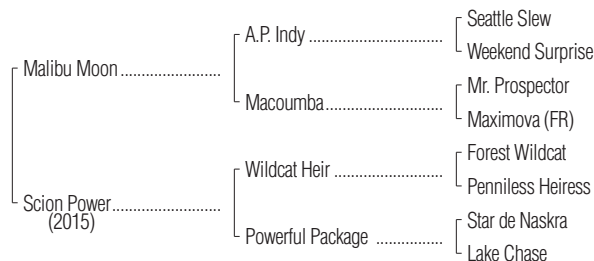 Seattle Slew
A.P. Indy ................................
Weekend Surprise
Malibu Moon ........................
Mr. Prospector
Macoumba ............................
Maximova (FR)
Forest Wildcat
Wildcat Heir ..........................
Penniless Heiress
Scion Power ..........................
(2015)
Star de Naskra
Powerful Package ................
Lake Chase